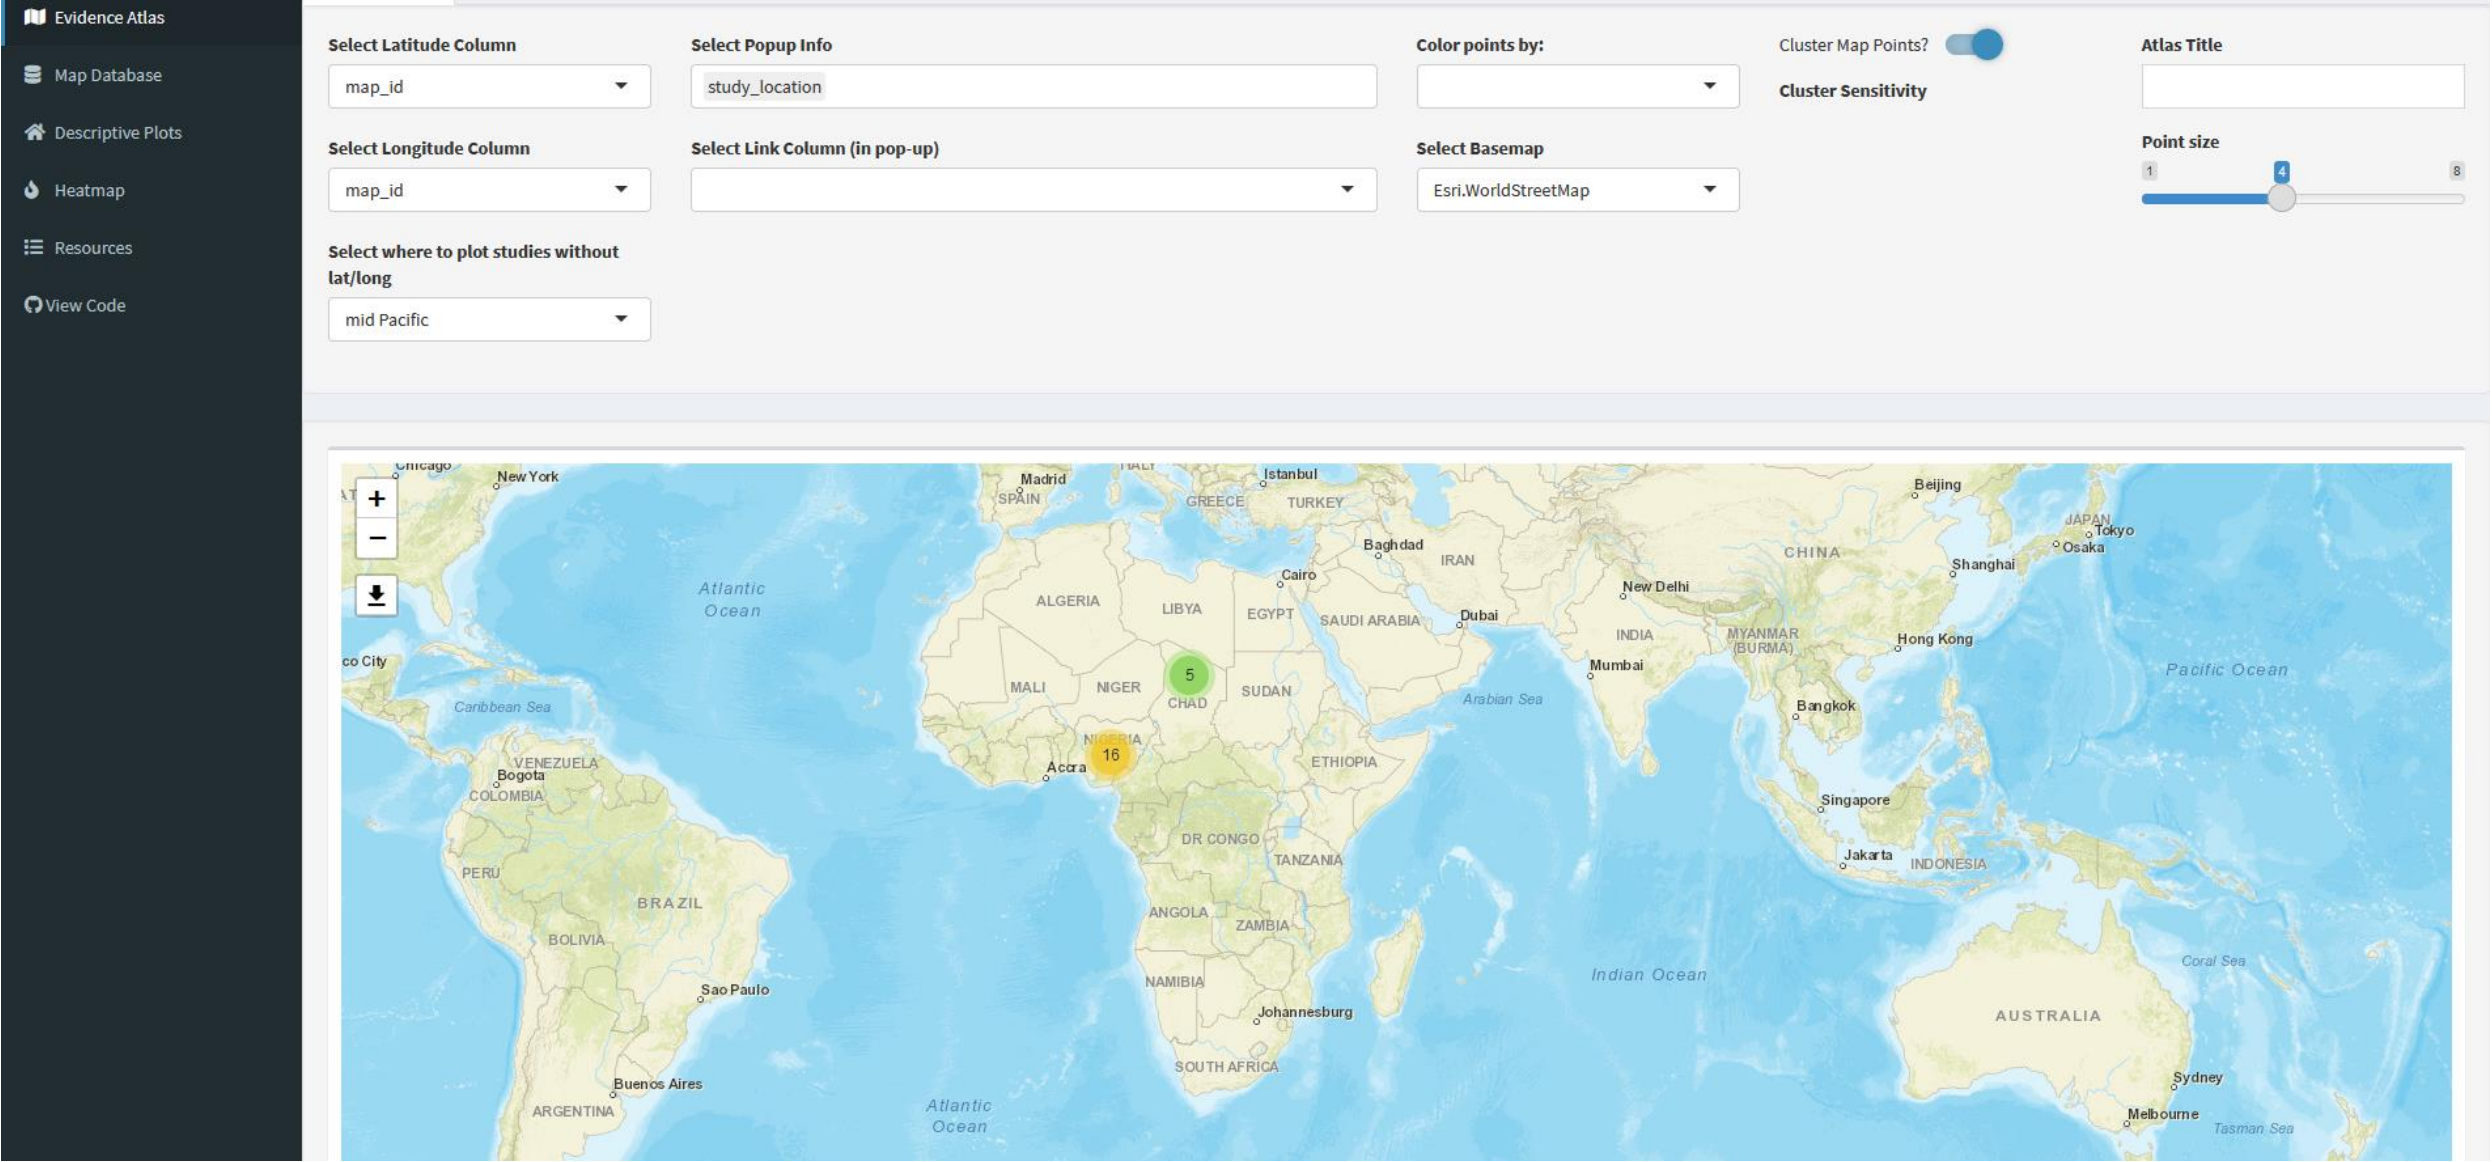 Evidence Atlas
Map Database
Descriptive Plots
Heatmap
Resources
View Code
Select Latitude Column
map_id
Select Longitude Column
map_id
Select where to plot studies without
lat/long
mid Pacific
Select Popup Info
study_location
Select Link Column (in pop-up)
Color points by:
Select Basemap
Esri.WorldStreetMap
Cluster Map Points?
Cluster Sensitivity
Atlas Title
Point size
1
4
8
+
−
Chicago
New York
Madrid
SPAIN
ITALY
GREECE
Istanbul
TURKEY
Beijing
JAPAN
Tokyo
Osaka
Baghdad
IRAN
CHINA
Shanghai
Cairo
New Delhi
Atlantic
Ocean
ALGERIA
LIBYA
EGYPT
SAUDI ARABIA
Dubai
INDIA
MYANMAR
(BURMA)
Hong Kong
co City
Mumbai
Pacific Ocean
5
MALI
NIGER
CHAD
SUDAN
Arabian Sea
Caribbean Sea
Bangkok
NIGERIA
16
Accra
ETHIOPIA
VENEZUELA
Bogota
COLOMBIA
Singapore
DR CONGO
TANZANIA
Jakarta
INDONESIA
PERU
BRAZIL
ANGOLA
ZAMBIA
BOLIVIA
Coral Sea
NAMIBIA
Indian Ocean
Sao Paulo
Johannesburg
AUSTRALIA
SOUTH AFRICA
Buenos Aires
Sydney
ARGENTINA
Atlantic
Ocean
Melbourne
Tasman Sea